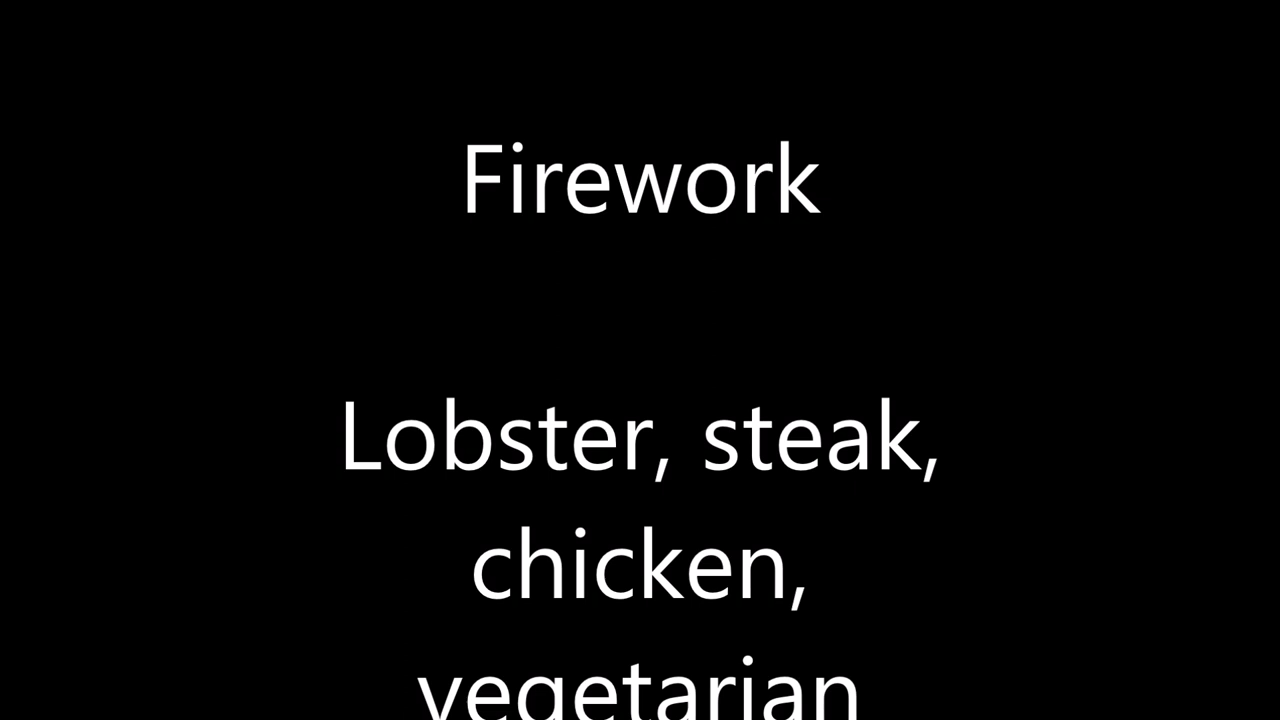 Firework
Lobster, steak,
chicken,
vegetarian